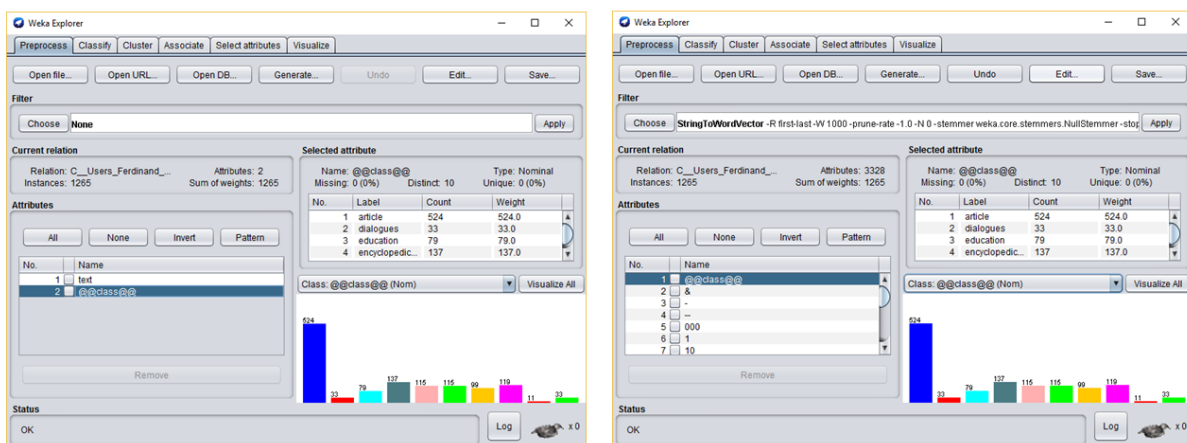 Weka Explorer
Preprocess Classify Cluster Associate Select attributes Visualize
Open file... Open URL... Open DB... Generate... Undo Edit... Save...
Filter
Choose None Apply
Current relation
Relation: C__Users_Ferdinand_... Attributes: 2
Instances: 1265 Sum of weights: 1265
Attributes
All None Invert Pattern
No. Name
1 text
2 @@class@@
Remove
Selected attribute
Name: @@class@@ Type: Nominal
Missing: 0 (0%) Distinct: 10 Unique: 0 (0%)
No. Label Count Weight
1 article 524 524.0
2 dialogues 33 33.0
3 education 79 79.0
4 encyclopedic... 137 137.0
Class: @@class@@ (Nom) Visualize All
524 33 79 137 115 115 99 119 11 33
Status
OK Log x 0
Weka Explorer
Preprocess Classify Cluster Associate Select attributes Visualize
Open file... Open URL... Open DB... Generate... Undo Edit... Save...
Filter
Choose StringToWordVector -R first-last -W 1000 -prune-rate -1.0 -N 0 -stemmer weka.core.stemmers.NullStemmer -stop Apply
Current relation
Relation: C__Users_Ferdinand_... Attributes: 3328
Instances: 1265 Sum of weights: 1265
Attributes
All None Invert Pattern
No. Name
1 @@class@@
2 &
3 -
4 --
5 000
6 1
7 10
Remove
Selected attribute
Name: @@class@@ Type: Nominal
Missing: 0 (0%) Distinct: 10 Unique: 0 (0%)
No. Label Count Weight
1 article 524 524.0
2 dialogues 33 33.0
3 education 79 79.0
4 encyclopedic... 137 137.0
Class: @@class@@ (Nom) Visualize All
524 33 79 137 115 115 99 119 11 33
Status
OK Log x 0